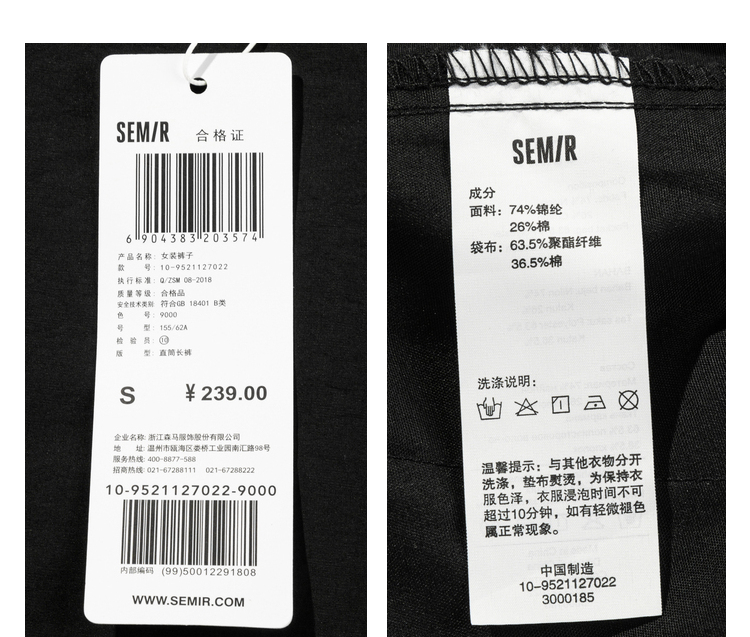 SEMIR 合格证
6 904383 203574
产品名称: 女装裤子
款 号: 10-9521127022
执行标准: Q/ZSM 08-2018
质量等级: 合格品
安全技术类别 符合GB 18401 B类
色 号: 9000
号 型: 155/62A
检 验 员: 10
版 型: 直筒长裤
S ¥239.00
企业名称: 浙江森马服饰股份有限公司
地 址: 温州市瓯海区娄桥工业园南汇路98号
服务热线: 400-8877-588
招商热线: 021-67288111 021-67288222
10-9521127022-9000
内部编码 (99)50012291808
WWW.SEMIR.COM
SEMIR
成分
面料: 74%锦纶
26%棉
袋布: 63.5%聚酯纤维
36.5%棉
洗涤说明:
温馨提示: 与其他衣物分开
洗涤, 垫布熨烫, 为保持衣
服色泽, 衣服浸泡时间不可
超过10分钟, 如有轻微褪色
属正常现象。
中国制造
10-9521127022
3000185